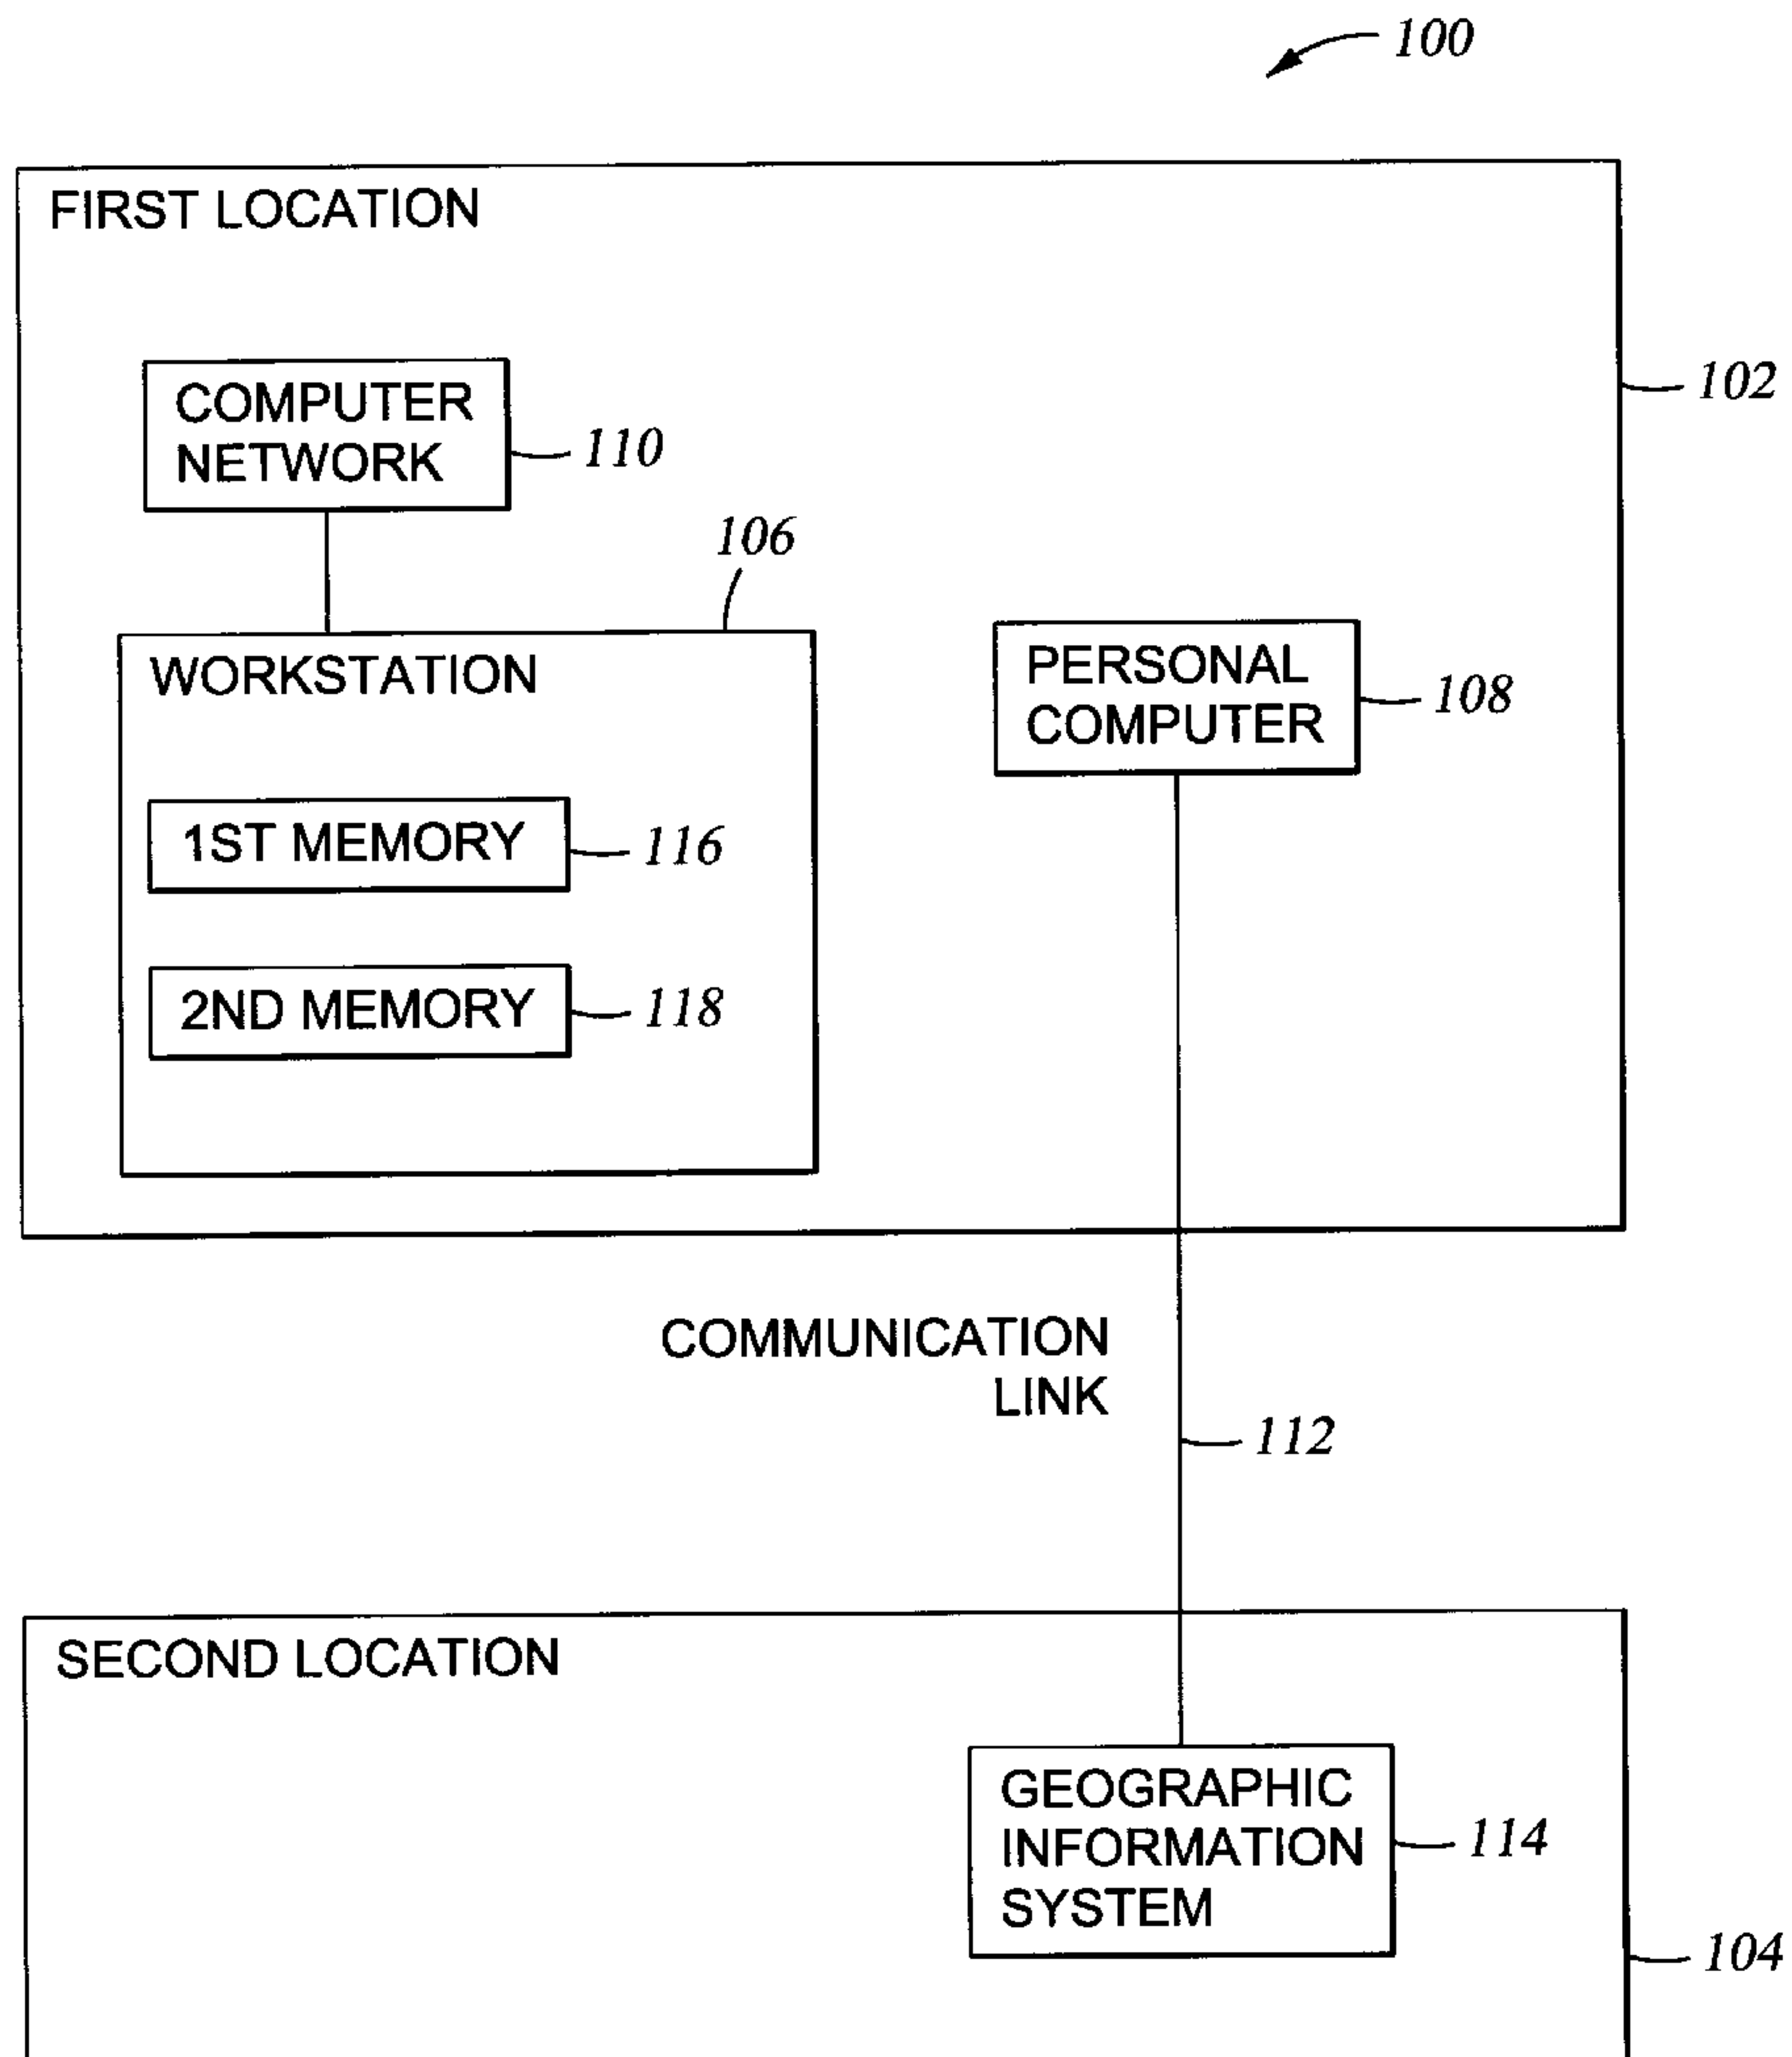 100
FIRST LOCATION
102
COMPUTER
NETWORK
110
106
WORKSTATION
PERSONAL
COMPUTER
108
1ST MEMORY
116
2ND MEMORY
118
COMMUNICATION
LINK
112
SECOND LOCATION
GEOGRAPHIC
INFORMATION
SYSTEM
114
104